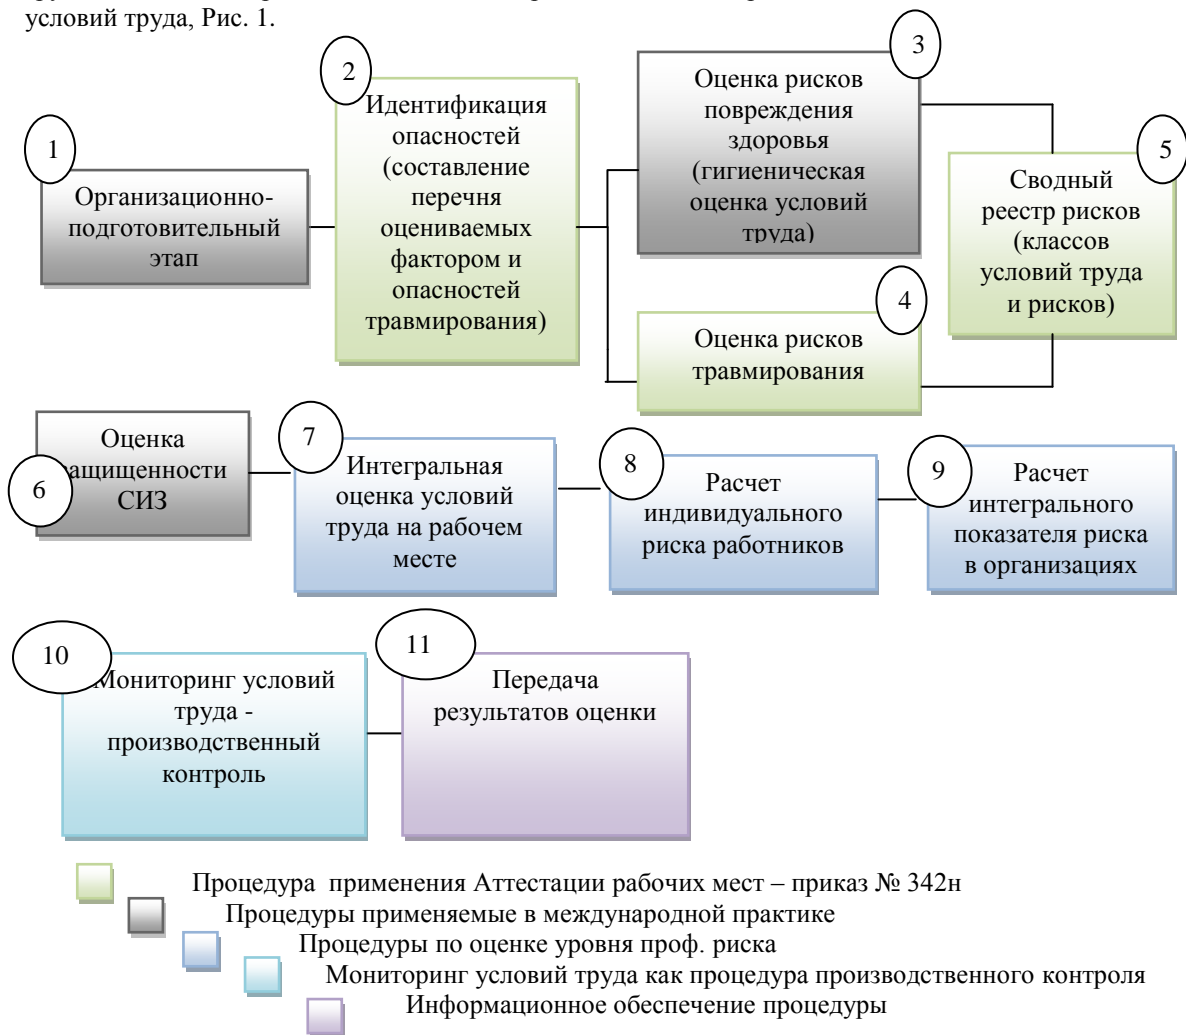 условий труда, Рис. 1.
1
Организационно-
подготовительный
этап
2
Идентификация
опасностей
(составление
перечня
оцениваемых
фактором и
опасностей
травмирования)
3
Оценка рисков
повреждения
здоровья
(гигиеническая
оценка условий
труда)
4
Оценка рисков
травмирования
5
Сводный
реестр рисков
(классов
условий труда
и рисков)
6
Оценка
защищенности
СИЗ
7
Интегральная
оценка условий
труда на рабочем
месте
8
Расчет
индивидуального
риска работников
9
Расчет
интегрального
показателя риска
в организациях
10
Мониторинг условий
труда -
производственный
контроль
11
Передача
результатов оценки
Процедура применения Аттестации рабочих мест – приказ № 342н
Процедуры применяемые в международной практике
Процедуры по оценке уровня проф. риска
Мониторинг условий труда как процедура производственного контроля
Информационное обеспечение процедуры